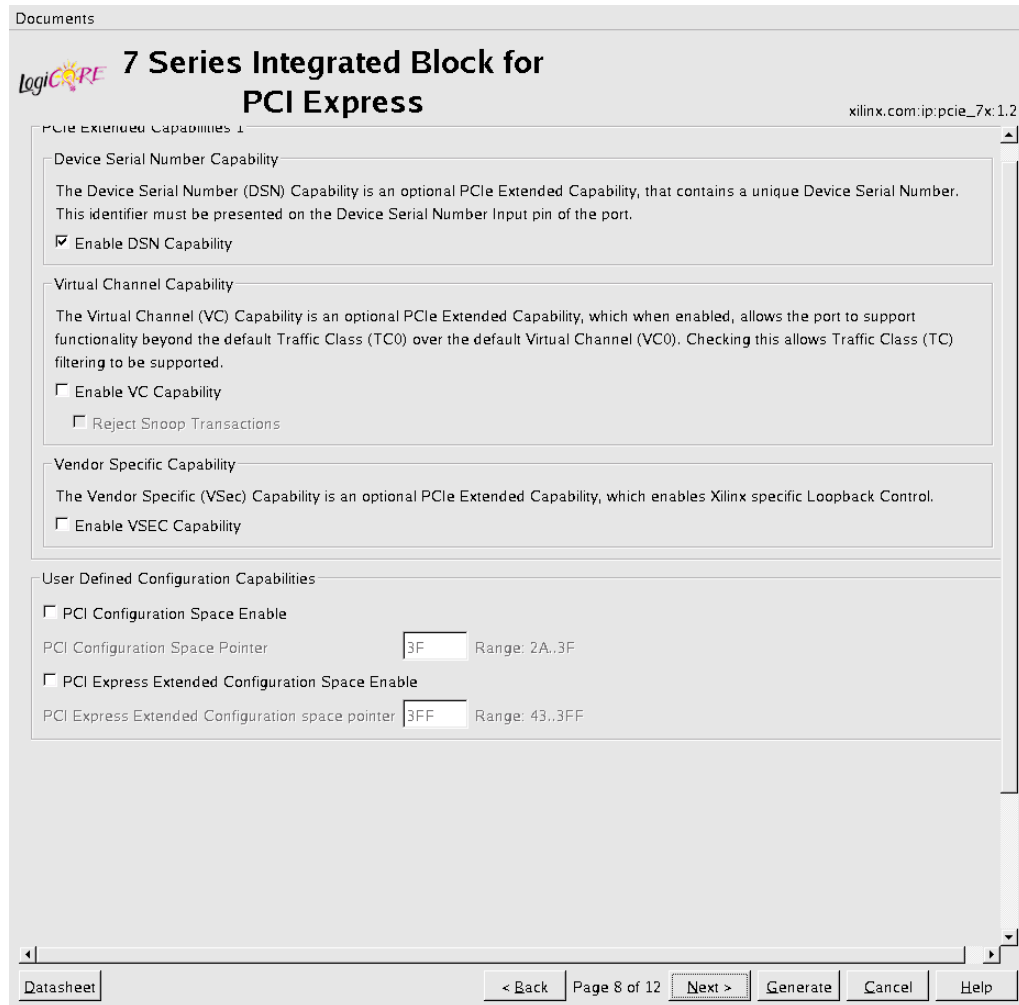 Documents
LogiCORE
7 Series Integrated Block for
PCI Express
xilinx.com:ip:pcie_7x:1.2
PCIe Extended Capabilities 1
Device Serial Number Capability
The Device Serial Number (DSN) Capability is an optional PCIe Extended Capability, that contains a unique Device Serial Number.
This identifier must be presented on the Device Serial Number Input pin of the port.
Enable DSN Capability
Virtual Channel Capability
The Virtual Channel (VC) Capability is an optional PCIe Extended Capability, which when enabled, allows the port to support
functionality beyond the default Traffic Class (TC0) over the default Virtual Channel (VC0). Checking this allows Traffic Class (TC)
filtering to be supported.
Enable VC Capability
Reject Snoop Transactions
Vendor Specific Capability
The Vendor Specific (VSec) Capability is an optional PCIe Extended Capability, which enables Xilinx specific Loopback Control.
Enable VSEC Capability
User Defined Configuration Capabilities
PCI Configuration Space Enable
PCI Configuration Space Pointer 3F Range: 2A..3F
PCI Express Extended Configuration Space Enable
PCI Express Extended Configuration space pointer 3FF Range: 43..3FF
Datasheet < Back Page 8 of 12 Next > Generate Cancel Help